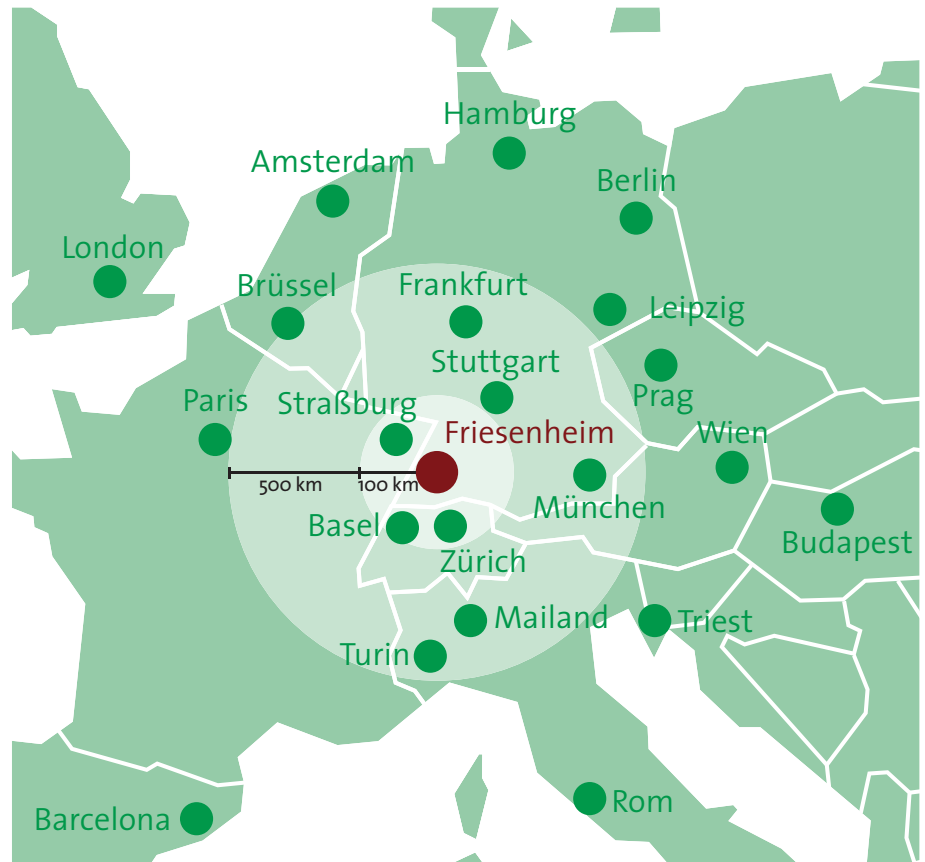 Hamburg
Amsterdam
Berlin
London
Brüssel
Frankfurt
Leipzig
Stuttgart
Prag
Paris
Straßburg
Friesenheim
Wien
500 km
100 km
München
Basel
Budapest
Zürich
Mailand
Triest
Turin
Rom
Barcelona